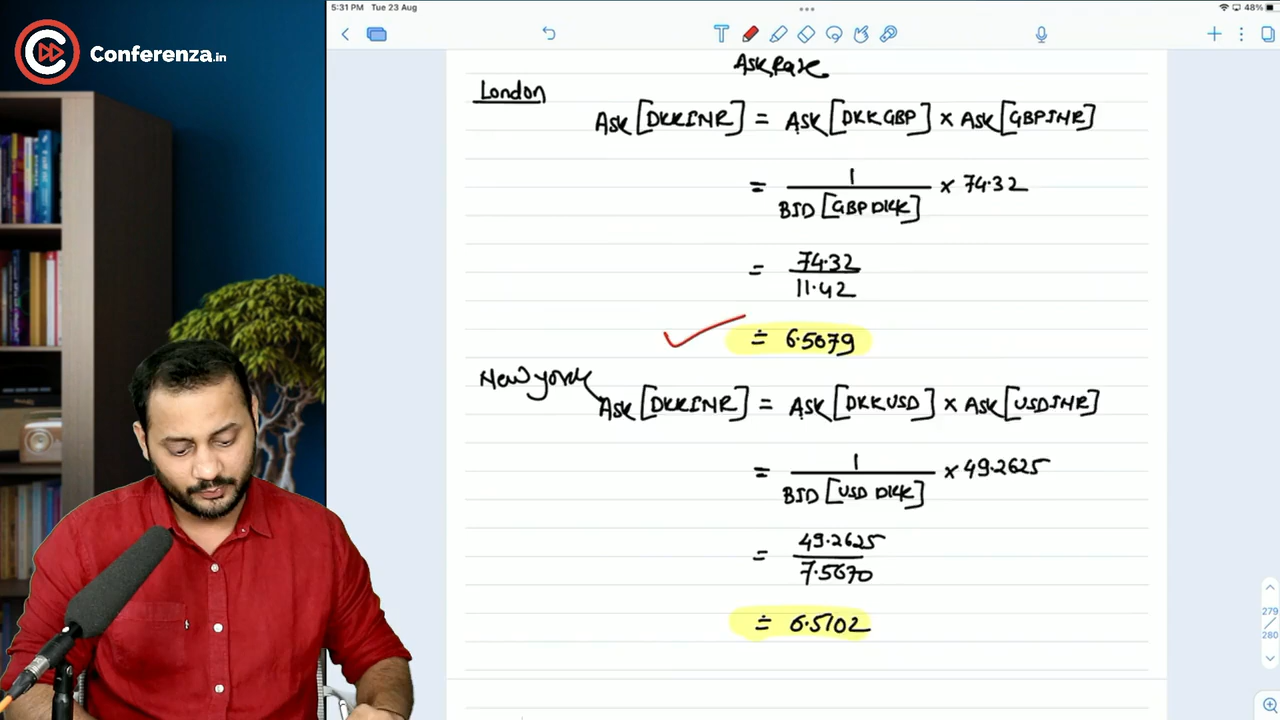 5:31 PM Tue 23 Aug
48%
Conferenza.in
T
Ask Rate
London
ASK [DKKINR] = ASK [DKKGBP] × ASK [GBPINR]
= 1 / BID [GBP DKK] × 74.32
= 74.32 / 11.42
= 6.5079
New york
ASK [DKKINR] = ASK [DKKUSD] × ASK [USDINR]
= 1 / BID [USD DKK] × 49.2625
= 49.2625 / 7.5670
= 6.5102
279
280